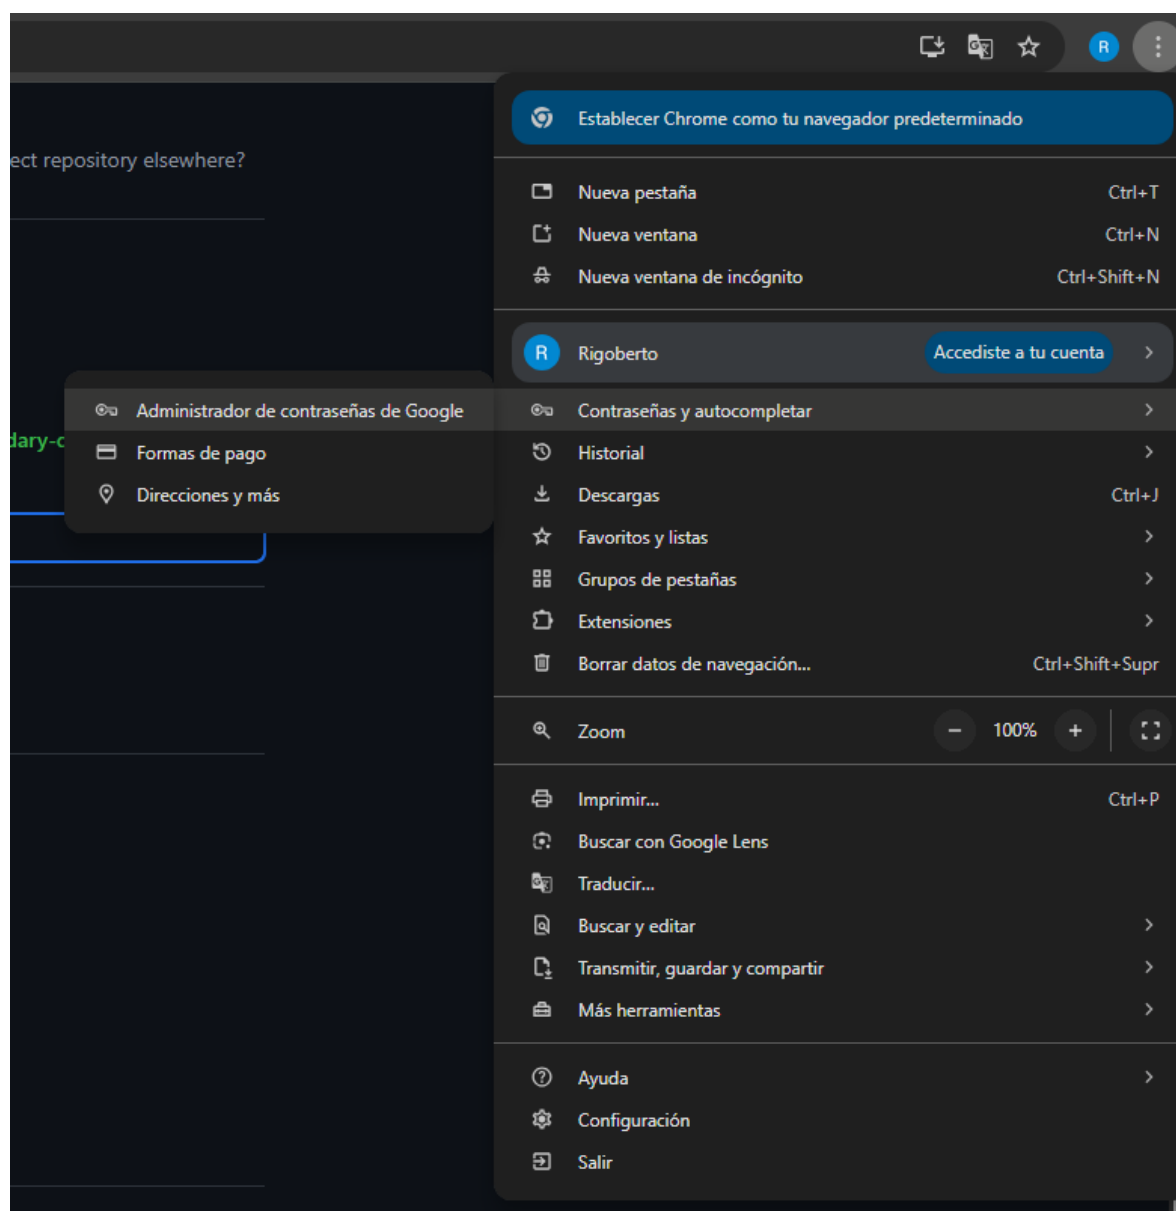 R
Establecer Chrome como tu navegador predeterminado
ect repository elsewhere?
Nueva pestaña Ctrl+T
Nueva ventana Ctrl+N
Nueva ventana de incógnito Ctrl+Shift+N
R Rigoberto Accediste a tu cuenta
Administrador de contraseñas de Google
Formas de pago
Direcciones y más
dary-c
Contraseñas y autocompletar
Historial
Descargas Ctrl+J
Favoritos y listas
Grupos de pestañas
Extensiones
Borrar datos de navegación... Ctrl+Shift+Supr
Zoom - 100% +
Imprimir... Ctrl+P
Buscar con Google Lens
Traducir...
Buscar y editar
Transmitir, guardar y compartir
Más herramientas
Ayuda
Configuración
Salir